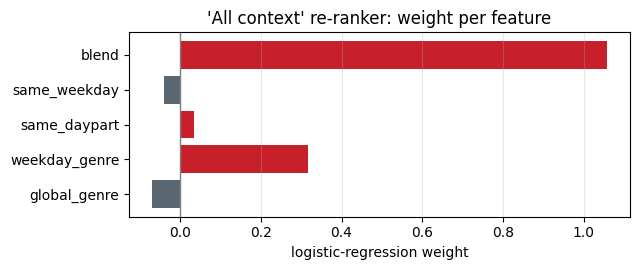 'All context' re-ranker: weight per feature
blend
same_weekday
same_daypart
weekday_genre
global_genre
0.0 0.2 0.4 0.6 0.8 1.0
logistic-regression weight